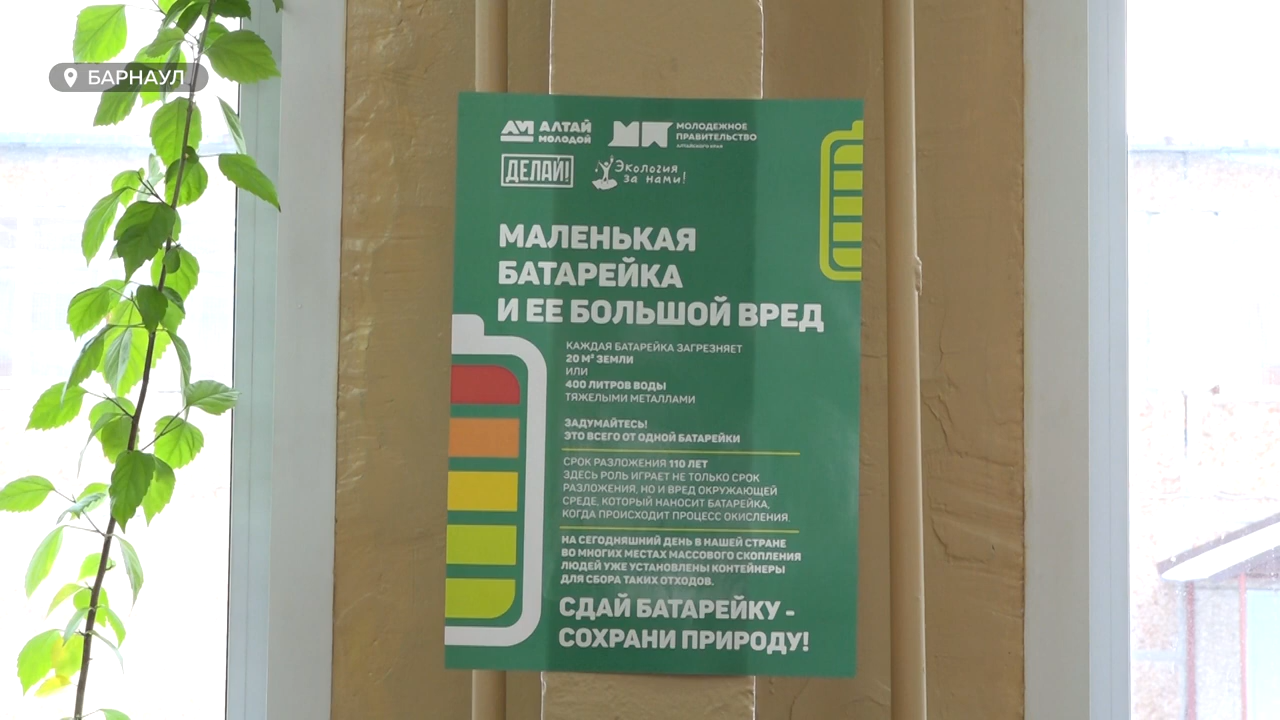 БАРНАУЛ
АЛТАЙ
МОЛОДОЙ
МОЛОДЕЖНОЕ
ПРАВИТЕЛЬСТВО
АЛТАЙСКОГО КРАЯ
ДЕЛАЙ!
Экология
за нами!
МАЛЕНЬКАЯ
БАТАРЕЙКА
И ЕЕ БОЛЬШОЙ ВРЕД
КАЖДАЯ БАТАРЕЙКА ЗАГРЯЗНЯЕТ
20 М² ЗЕМЛИ
ИЛИ
400 ЛИТРОВ ВОДЫ
ТЯЖЕЛЫМИ МЕТАЛЛАМИ
ЗАДУМАЙТЕСЬ!
ЭТО ВСЕГО ОТ ОДНОЙ БАТАРЕЙКИ
СРОК РАЗЛОЖЕНИЯ 110 ЛЕТ
ЗДЕСЬ РОЛЬ ИГРАЕТ НЕ ТОЛЬКО СРОК
РАЗЛОЖЕНИЯ, НО И ВРЕД ОКРУЖАЮЩЕЙ
СРЕДЕ, КОТОРЫЙ НАНОСИТ БАТАРЕЙКА,
КОГДА ПРОИСХОДИТ ПРОЦЕСС ОКИСЛЕНИЯ.
НА СЕГОДНЯШНИЙ ДЕНЬ В НАШЕЙ СТРАНЕ
ВО МНОГИХ МЕСТАХ МАССОВОГО СКОПЛЕНИЯ
ЛЮДЕЙ УЖЕ УСТАНОВЛЕНЫ КОНТЕЙНЕРЫ
ДЛЯ СБОРА ТАКИХ ОТХОДОВ.
СДАЙ БАТАРЕЙКУ -
СОХРАНИ ПРИРОДУ!